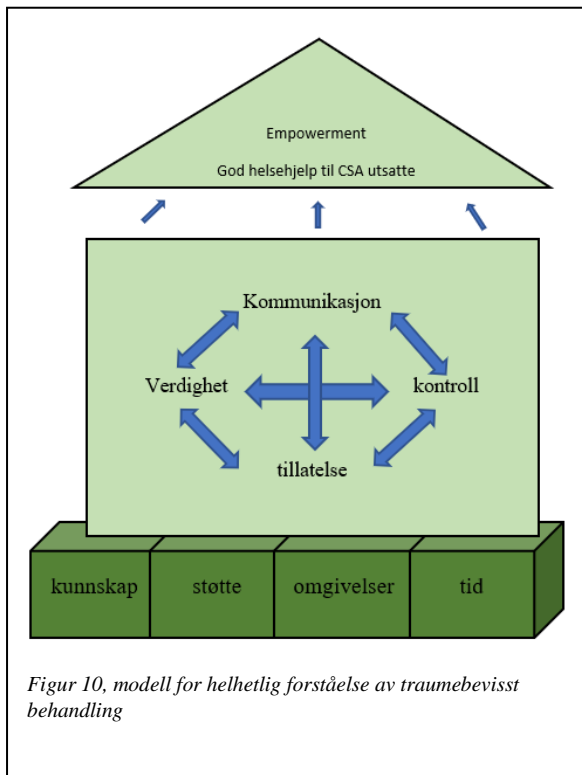 Empowerment
God helsehjelp til CSA utsatte
Kommunikasjon
Verdighet
kontroll
tillatelse
kunnskap
støtte
omgivelser
tid
Figur 10, modell for helhetlig forståelse av traumebevisst
behandling